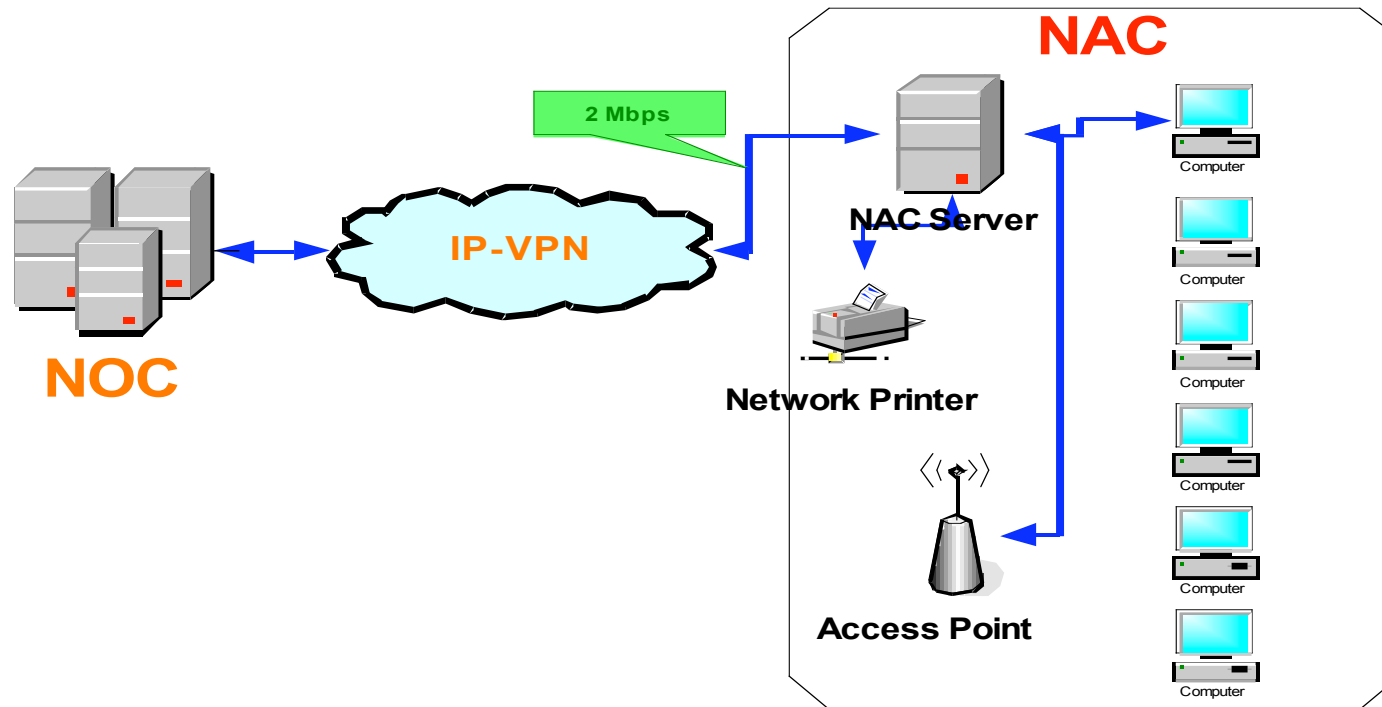 NAC
2 Mbps
Computer
NAC Server
IP-VPN
Computer
NOC
Computer
Network Printer
Computer
Computer
Access Point
Computer